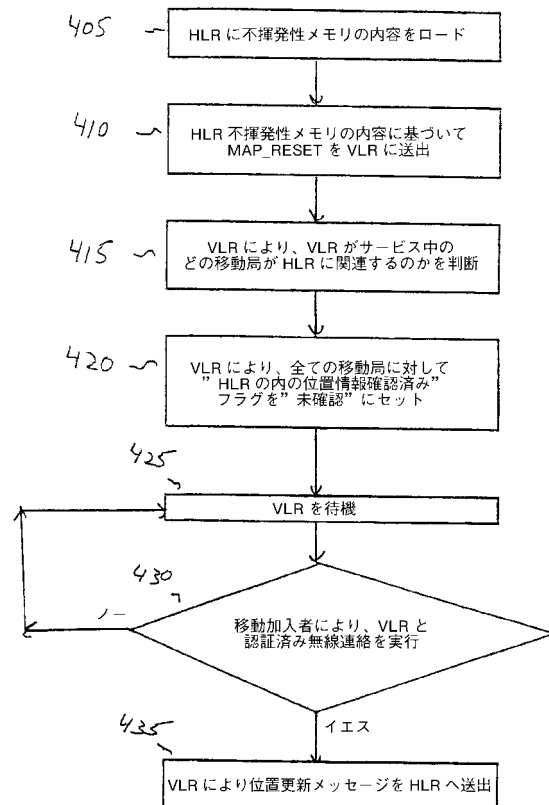 405
HLR に不揮発性メモリの内容をロード
410
HLR 不揮発性メモリの内容に基づいて
MAP_RESET を VLR に送出
415
VLR により、VLR がサービス中の
どの移動局が HLR に関連するのかを判断
420
VLR により、全ての移動局に対して
” HLR の内の位置情報確認済み”
フラグを” 未確認” にセット
425
VLR を待機
430
ノー
移動加入者により、VLR と
認証済み無線連絡を実行
イエス
435
VLR により位置更新メッセージを HLR へ送出